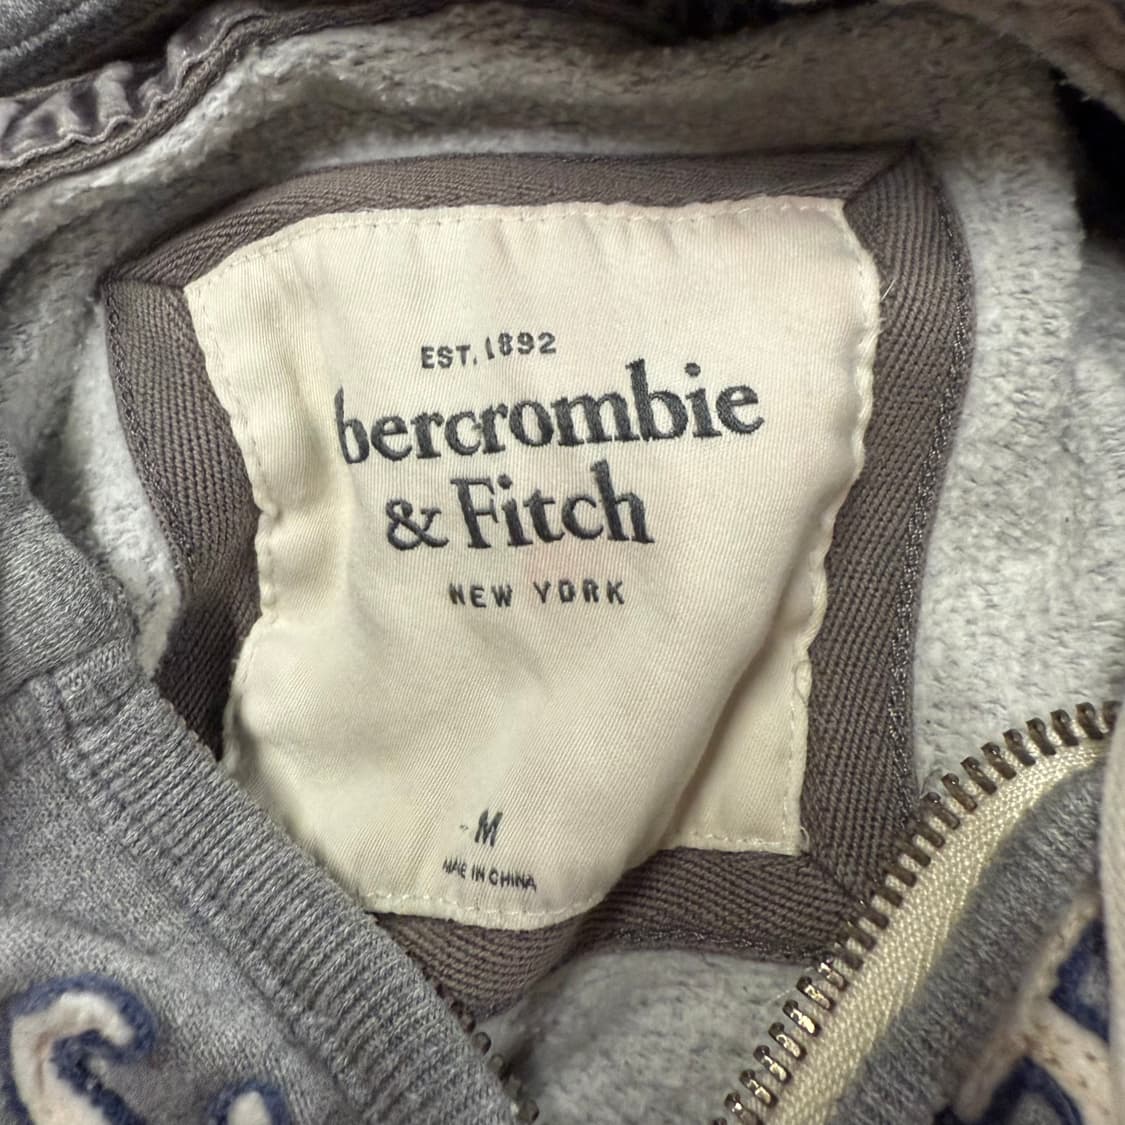 EST. 1892
bercrombie
& Fitch
NEW YORK
M
MADE IN CHINA